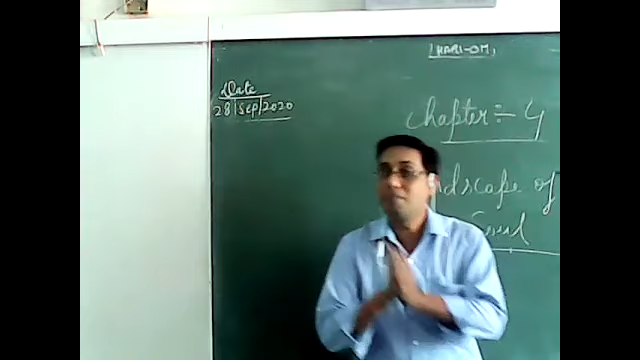 HARI-OM
Date
28|Sep|2020
Chapter ÷ 4
ndscape of
Soul